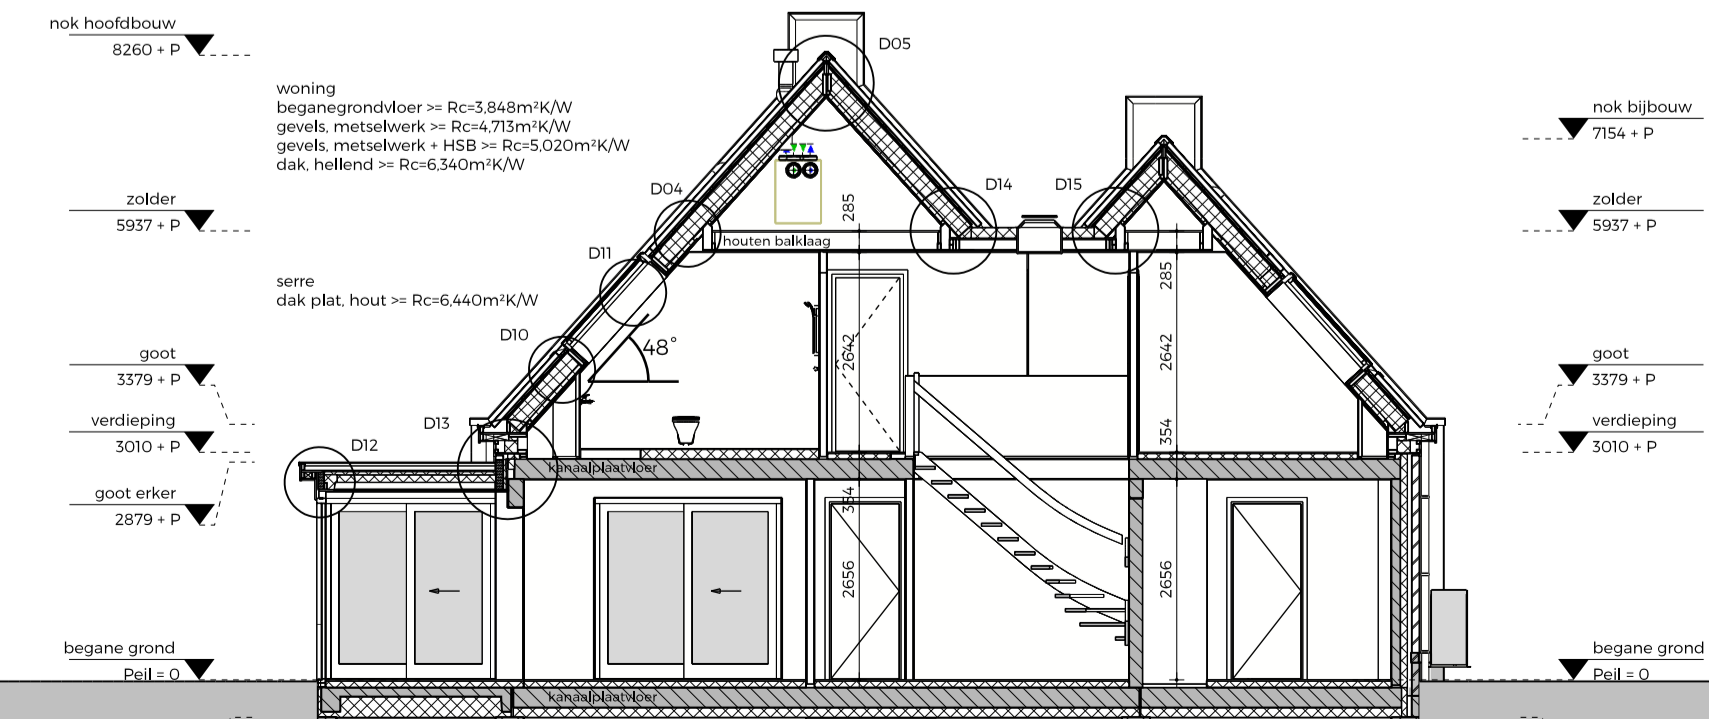 nok hoofdbouw
8260 + P
zolder
5937 + P
goot
3379 + P
verdieping
3010 + P
goot erker
2879 + P
begane grond
Peil = 0
woning
beganegrondvloer >= Rc=3,848m²K/W
gevels, metselwerk >= Rc=4,713m²K/W
gevels, metselwerk + HSB >= Rc=5,020m²K/W
dak, hellend >= Rc=6,340m²K/W
serre
dak plat, hout >= Rc=6,440m²K/W
D05
D04
D14
D15
D11
D10
D13
D12
48°
houten balklaag
kanaalplaatvloer
kanaalplaatvloer
285
2642
354
2656
285
2642
354
2656
nok bijbouw
7154 + P
zolder
5937 + P
goot
3379 + P
verdieping
3010 + P
begane grond
Peil = 0